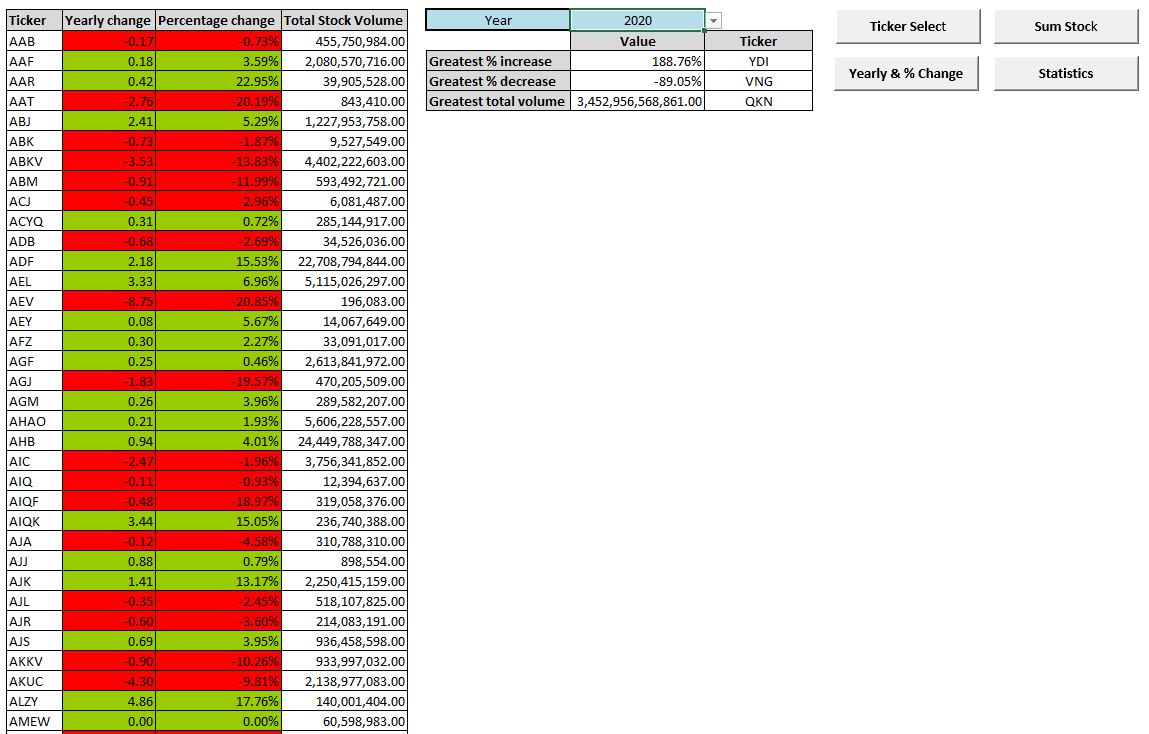 Ticker Yearly change Percentage change Total Stock Volume
AAB -0.17 -0.73% 455,750,984.00
AAF 0.18 3.59% 2,080,570,716.00
AAR 0.42 22.95% 39,905,528.00
AAT -2.76 -20.19% 843,410.00
ABJ 2.41 5.29% 1,227,953,758.00
ABK -0.73 -1.87% 9,527,549.00
ABKV -3.53 -13.83% 4,402,222,603.00
ABM -0.91 -11.99% 593,492,721.00
ACJ -0.45 -2.96% 6,081,487.00
ACYQ 0.31 0.72% 285,144,917.00
ADB -0.68 -2.69% 34,526,036.00
ADF 2.18 15.53% 22,708,794,844.00
AEL 3.33 6.96% 5,115,026,297.00
AEV -8.75 -20.85% 196,083.00
AEY 0.08 5.67% 14,067,649.00
AFZ 0.30 2.27% 33,091,017.00
AGF 0.25 0.46% 2,613,841,972.00
AGJ -1.83 -19.57% 470,205,509.00
AGM 0.26 3.96% 289,582,207.00
AHAO 0.21 1.93% 5,606,228,557.00
AHB 0.94 4.01% 24,449,788,347.00
AIC -2.47 -1.96% 3,756,341,852.00
AIQ -0.11 -0.93% 12,394,637.00
AIQF -0.48 -18.97% 319,058,376.00
AIQK 3.44 15.05% 236,740,388.00
AJA -0.12 -4.58% 310,788,310.00
AJJ 0.88 0.79% 898,554.00
AJK 1.41 13.17% 2,250,415,159.00
AJL -0.35 -2.45% 518,107,825.00
AJR -0.60 -3.60% 214,083,191.00
AJS 0.69 3.95% 936,458,598.00
AKKV -0.90 -10.26% 933,997,032.00
AKUC -4.30 -9.81% 2,138,977,083.00
ALZY 4.86 17.76% 140,001,404.00
AMEW 0.00 0.00% 60,598,983.00
Year 2020
Value Ticker
Greatest % increase 188.76% YDI
Greatest % decrease -89.05% VNG
Greatest total volume 3,452,956,568,861.00 QKN
Ticker Select Sum Stock
Yearly & % Change Statistics